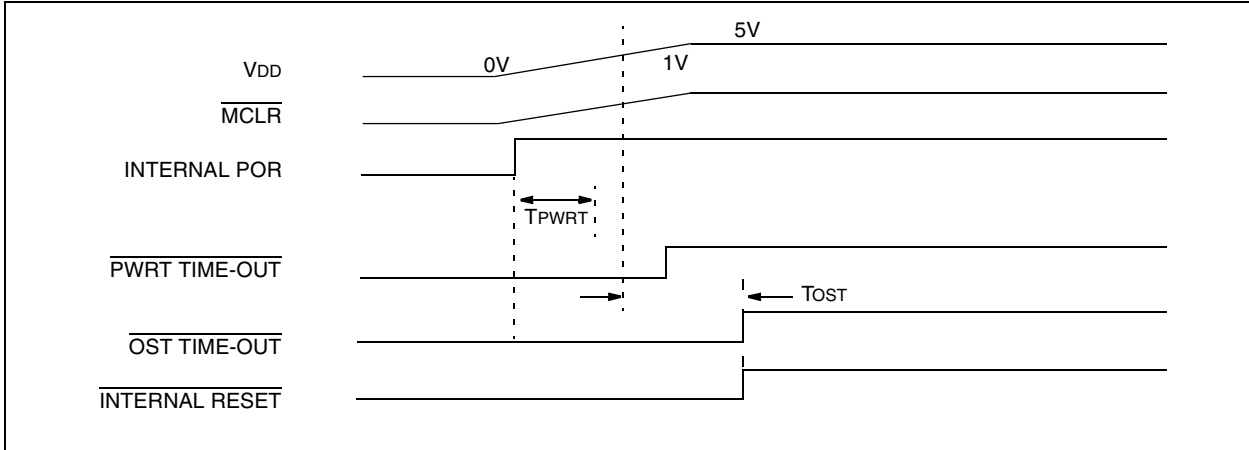 5V
0V
1V
VDD
MCLR
INTERNAL POR
TPWRT
PWRT TIME-OUT
TOST
OST TIME-OUT
INTERNAL RESET